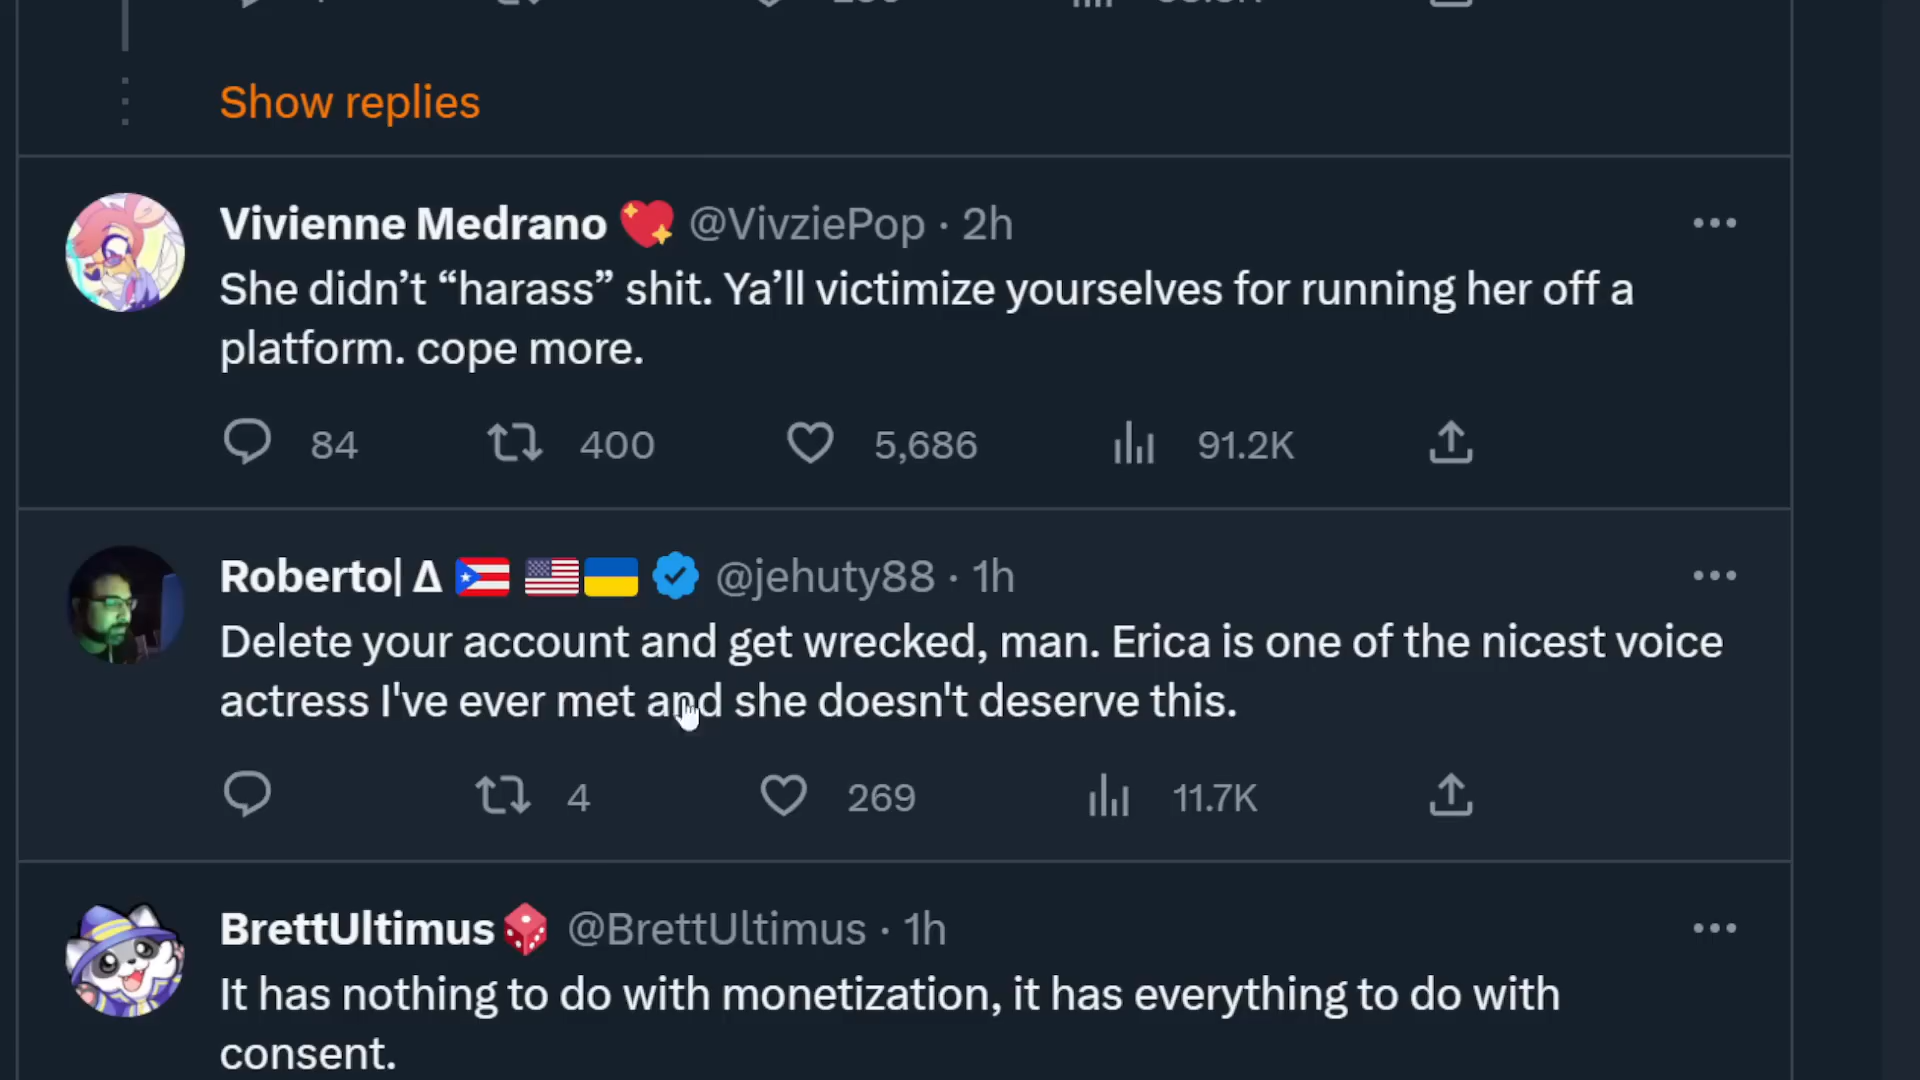 Show replies
Vivienne Medrano 💖 @VivziePop · 2h
She didn’t “harass” shit. Ya’ll victimize yourselves for running her off a
platform. cope more.
84 400 5,686 91.2K
Roberto| Δ 🇵🇷 🇺🇸🇺🇦 @jehuty88 · 1h
Delete your account and get wrecked, man. Erica is one of the nicest voice
actress I've ever met and she doesn't deserve this.
4 269 11.7K
BrettUltimus🎲 @BrettUltimus · 1h
It has nothing to do with monetization, it has everything to do with
consent.